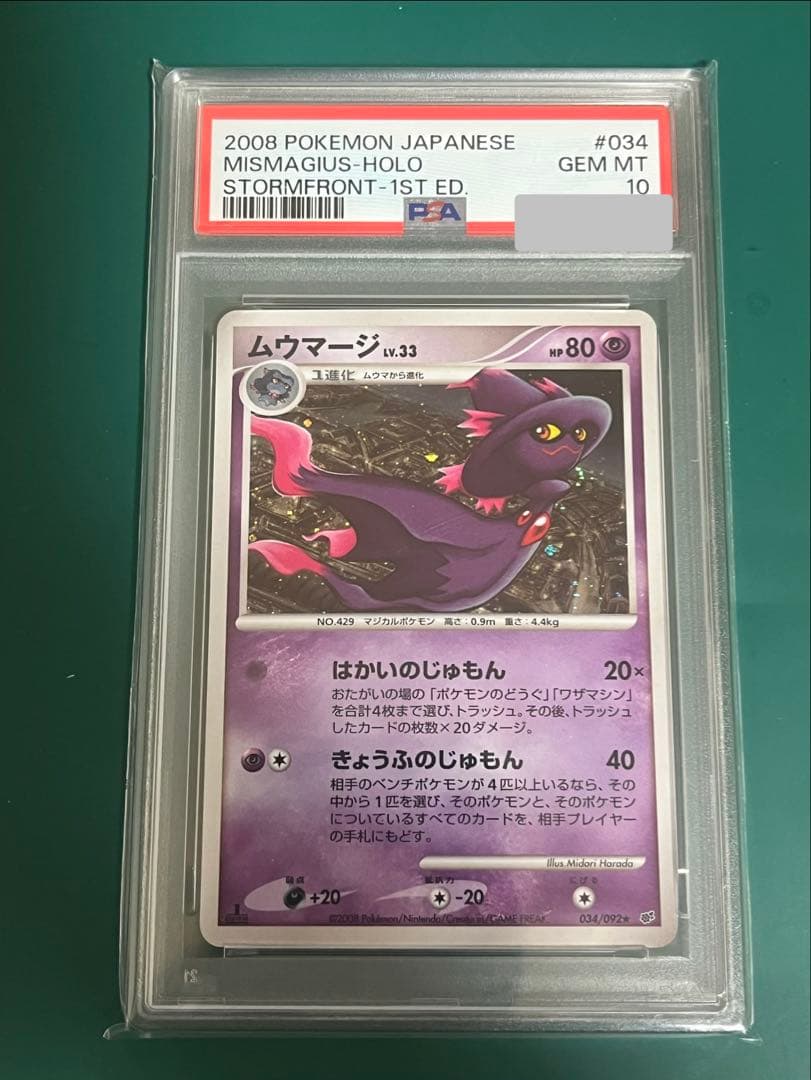 2008 POKEMON JAPANESE #034
MISMAGIUS-HOLO GEM MT
STORMFRONT-1ST ED. 10
PSA
ムウマージ LV.33 HP 80
1進化 ムウマから進化
NO.429 マジカルポケモン 高さ:0.9m 重さ:4.4kg
はかいのじゅもん 20×
おたがいの場の「ポケモンのどうぐ」「ワザマシン」
を合計4枚まで選び、トラッシュ。その後、トラッシュ
したカードの枚数×20ダメージ。
きょうふのじゅもん 40
相手のベンチポケモンが4匹以上いるなら、その
中から1匹を選び、そのポケモンと、そのポケモン
についているすべてのカードを、相手プレイヤー
の手札にもどす。
Illus.Midori Harada
弱点 抵抗力 にげる
+20 -20
1 EDITION
©2008 Pokémon/Nintendo/Creatures/GAME FREAK. 034/092★